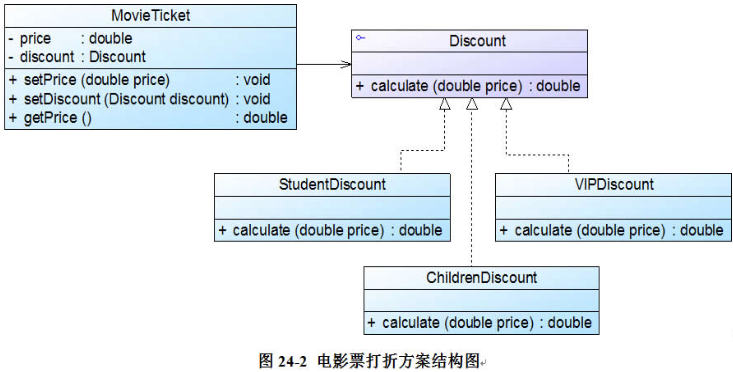 MovieTicket
- price : double
- discount : Discount
+ setPrice (double price) : void
+ setDiscount (Discount discount) : void
+ getPrice () : double
Discount
+ calculate (double price) : double
StudentDiscount
+ calculate (double price) : double
VIPDiscount
+ calculate (double price) : double
ChildrenDiscount
+ calculate (double price) : double
图 24-2 电影票打折方案结构图